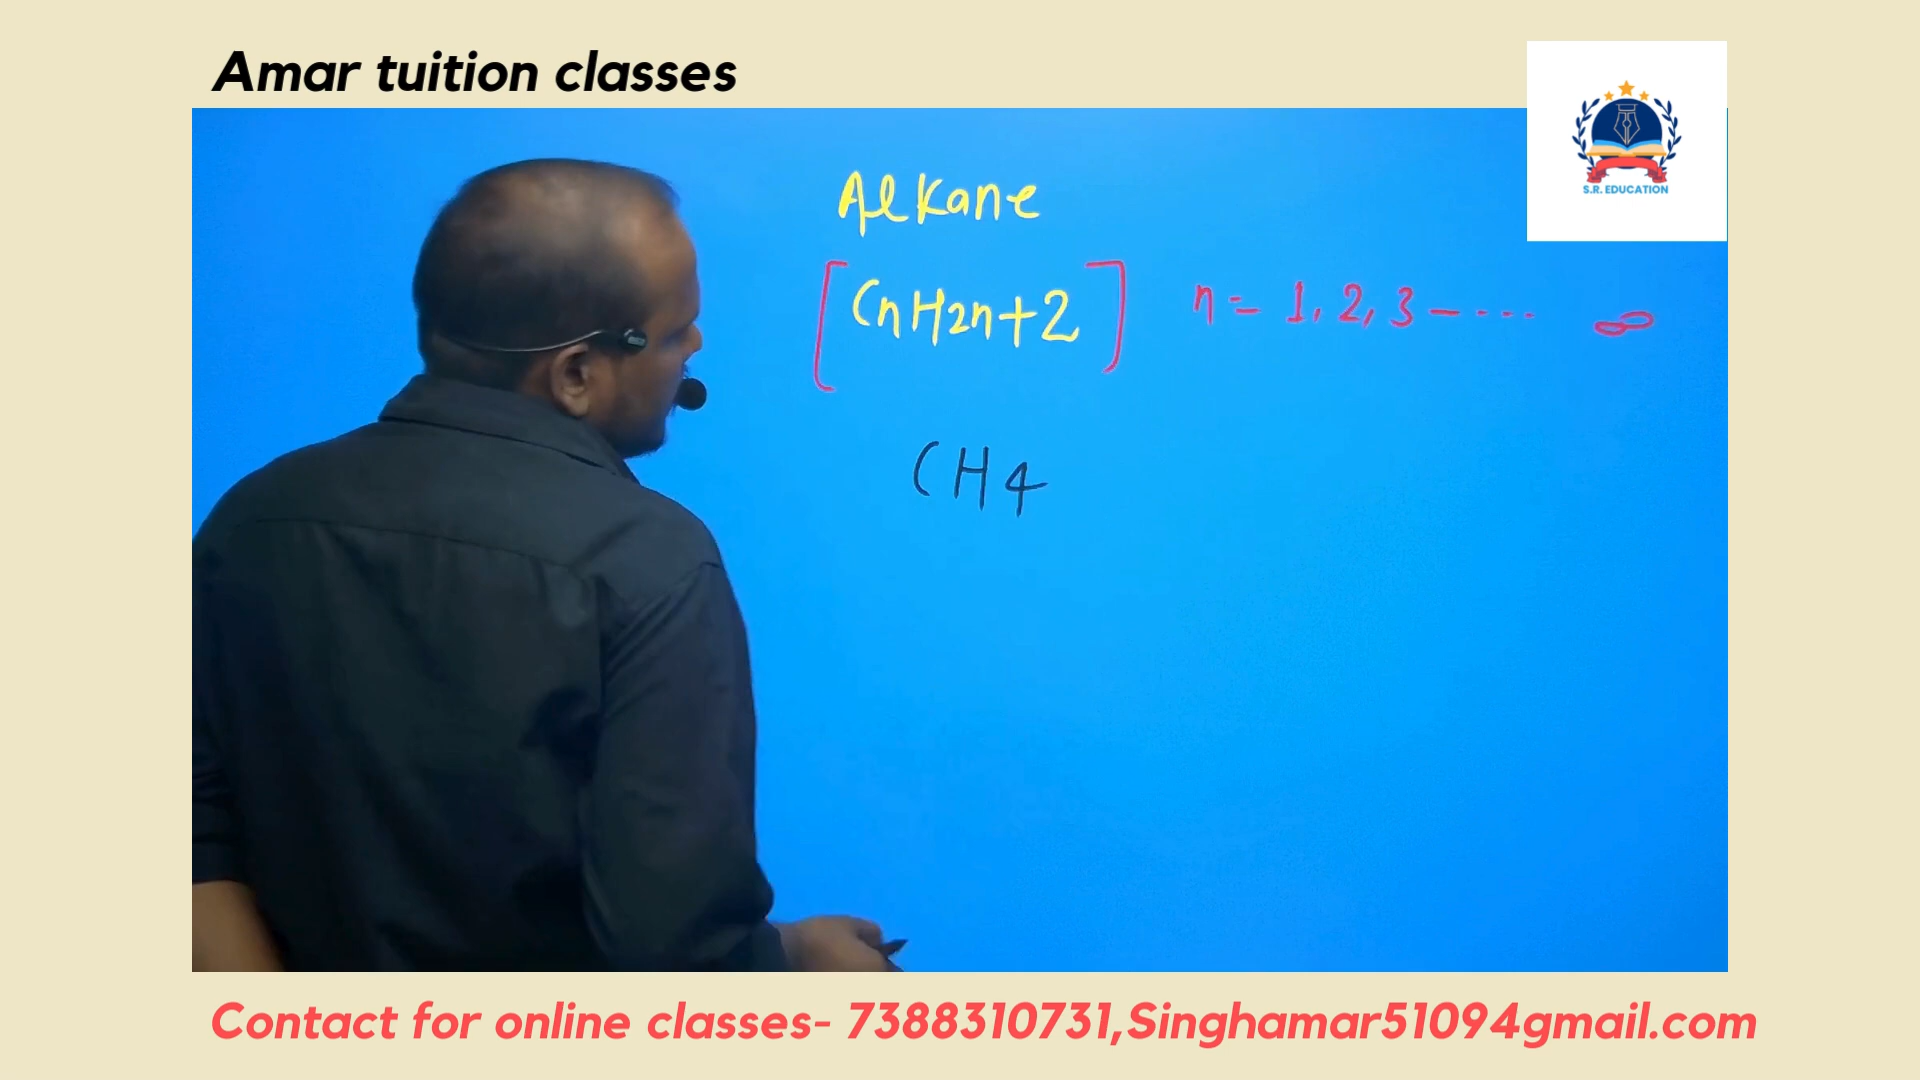 Amar tuition classes
S.R. EDUCATION
Alkane
[CnH2n+2] n = 1, 2, 3 - - - - - ∞
CH4
Contact for online classes- 7388310731,Singhamar51094gmail.com